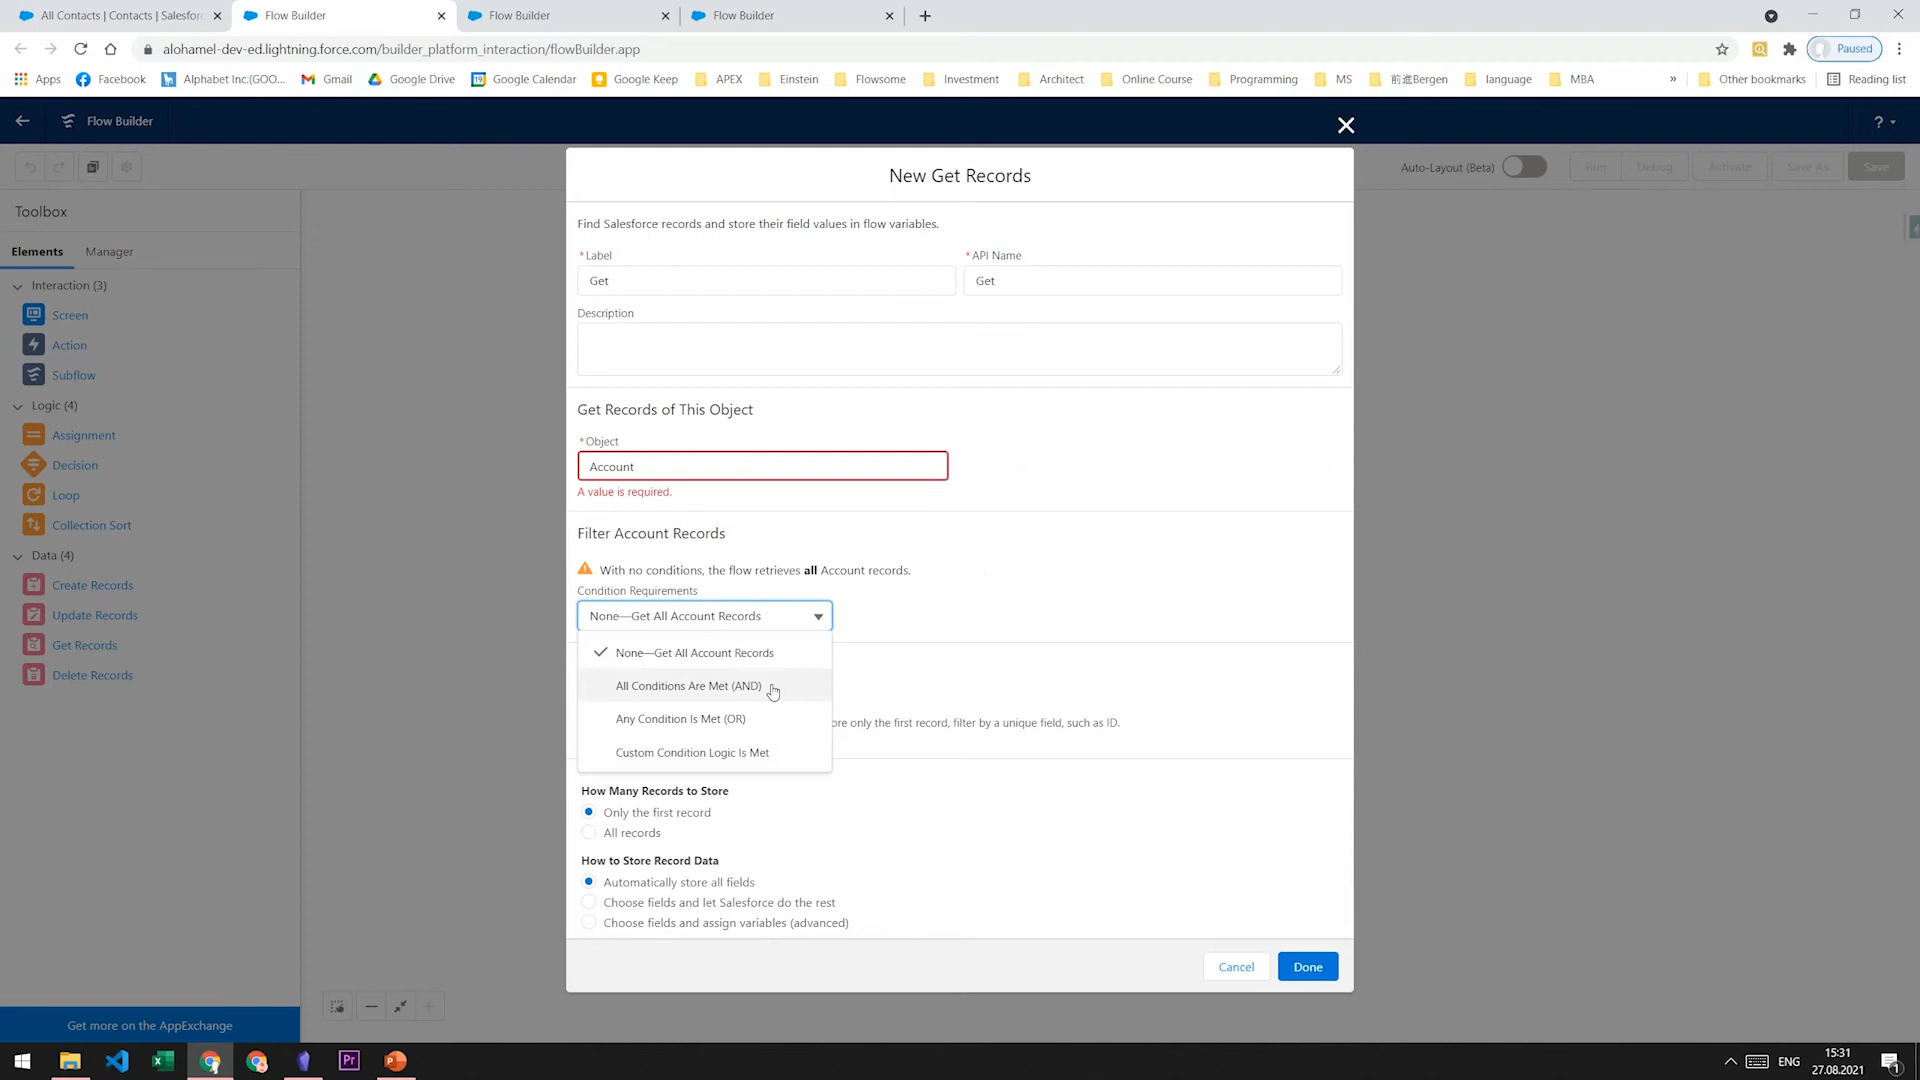 All Contacts | Contacts | Salesforc
Flow Builder
Flow Builder
Flow Builder
alohamel-dev-ed.lightning.force.com/builder_platform_interaction/flowBuilder.app
Paused
Apps
Facebook
Alphabet Inc.(GOO...
Gmail
Google Drive
Google Calendar
Google Keep
APEX
Einstein
Flowsome
Investment
Architect
Online Course
Programming
MS
前進Bergen
language
MBA
»
Other bookmarks
Reading list
Flow Builder
?
Auto-Layout (Beta)
Run
Debug
Activate
Save As
Save
Toolbox
Elements
Manager
Interaction (3)
Screen
Action
Subflow
Logic (4)
Assignment
Decision
Loop
Collection Sort
Data (4)
Create Records
Update Records
Get Records
Delete Records
Get more on the AppExchange
New Get Records
Find Salesforce records and store their field values in flow variables.
*Label
*API Name
Get
Get
Description
Get Records of This Object
*Object
Account
A value is required.
Filter Account Records
With no conditions, the flow retrieves all Account records.
Condition Requirements
None—Get All Account Records
None—Get All Account Records
All Conditions Are Met (AND)
Any Condition Is Met (OR)
ore only the first record, filter by a unique field, such as ID.
Custom Condition Logic Is Met
How Many Records to Store
Only the first record
All records
How to Store Record Data
Automatically store all fields
Choose fields and let Salesforce do the rest
Choose fields and assign variables (advanced)
Cancel
Done
Pr
ENG
15:31
27.08.2021
1